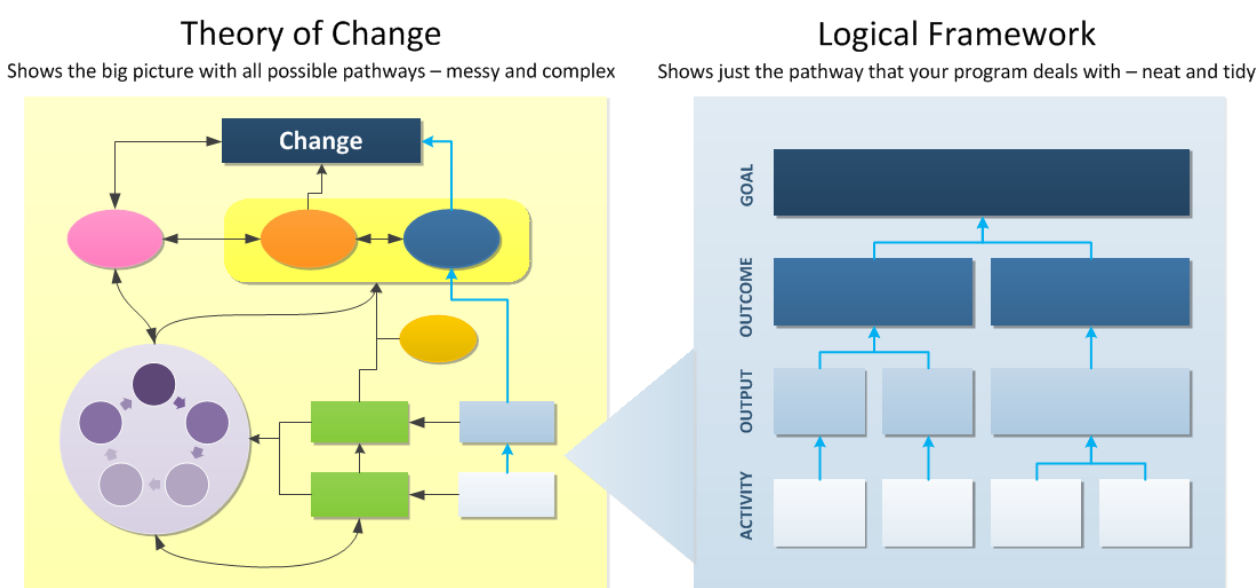 Theory of Change
Shows the big picture with all possible pathways – messy and complex
Change
Logical Framework
Shows just the pathway that your program deals with – neat and tidy
GOAL
OUTCOME
OUTPUT
ACTIVITY